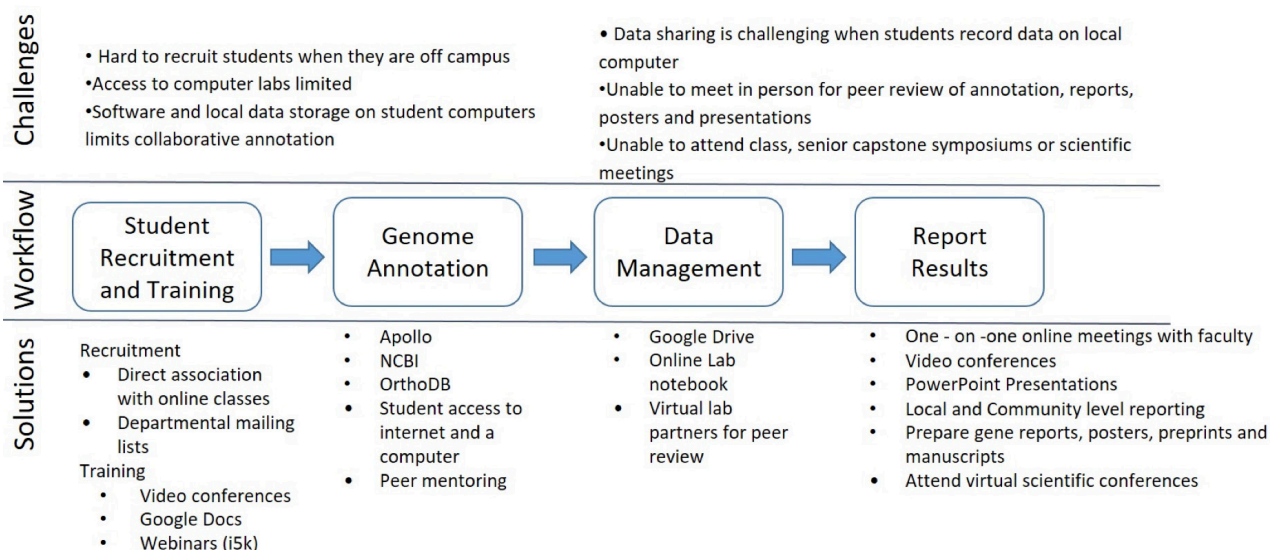 Challenges
• Hard to recruit students when they are off campus
•Access to computer labs limited
•Software and local data storage on student computers
limits collaborative annotation
• Data sharing is challenging when students record data on local
computer
•Unable to meet in person for peer review of annotation, reports,
posters and presentations
•Unable to attend class, senior capstone symposiums or scientific
meetings
Workflow
Student
Recruitment
and Training
Genome
Annotation
Data
Management
Report
Results
Solutions
Recruitment
• Direct association
with online classes
• Departmental mailing
lists
Training
• Video conferences
• Google Docs
• Webinars (i5k)
• Apollo
• NCBI
• OrthoDB
• Student access to
internet and a
computer
• Peer mentoring
• Google Drive
• Online Lab
notebook
• Virtual lab
partners for peer
review
• One - on -one online meetings with faculty
• Video conferences
• PowerPoint Presentations
• Local and Community level reporting
• Prepare gene reports, posters, preprints and
manuscripts
• Attend virtual scientific conferences